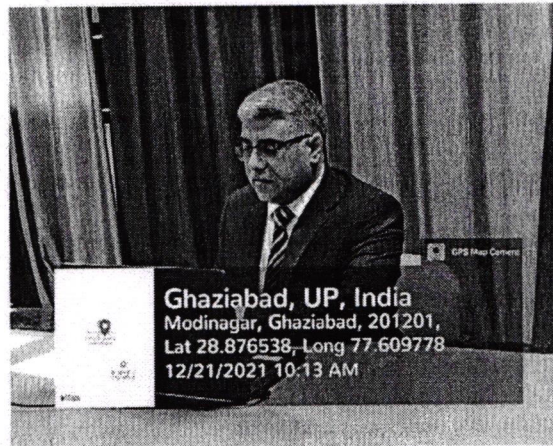 GPS Map Camera
Ghaziabad, UP, India
Modinagar, Ghaziabad, 201201,
Lat 28.876538, Long 77.609778
12/21/2021 10:13 AM